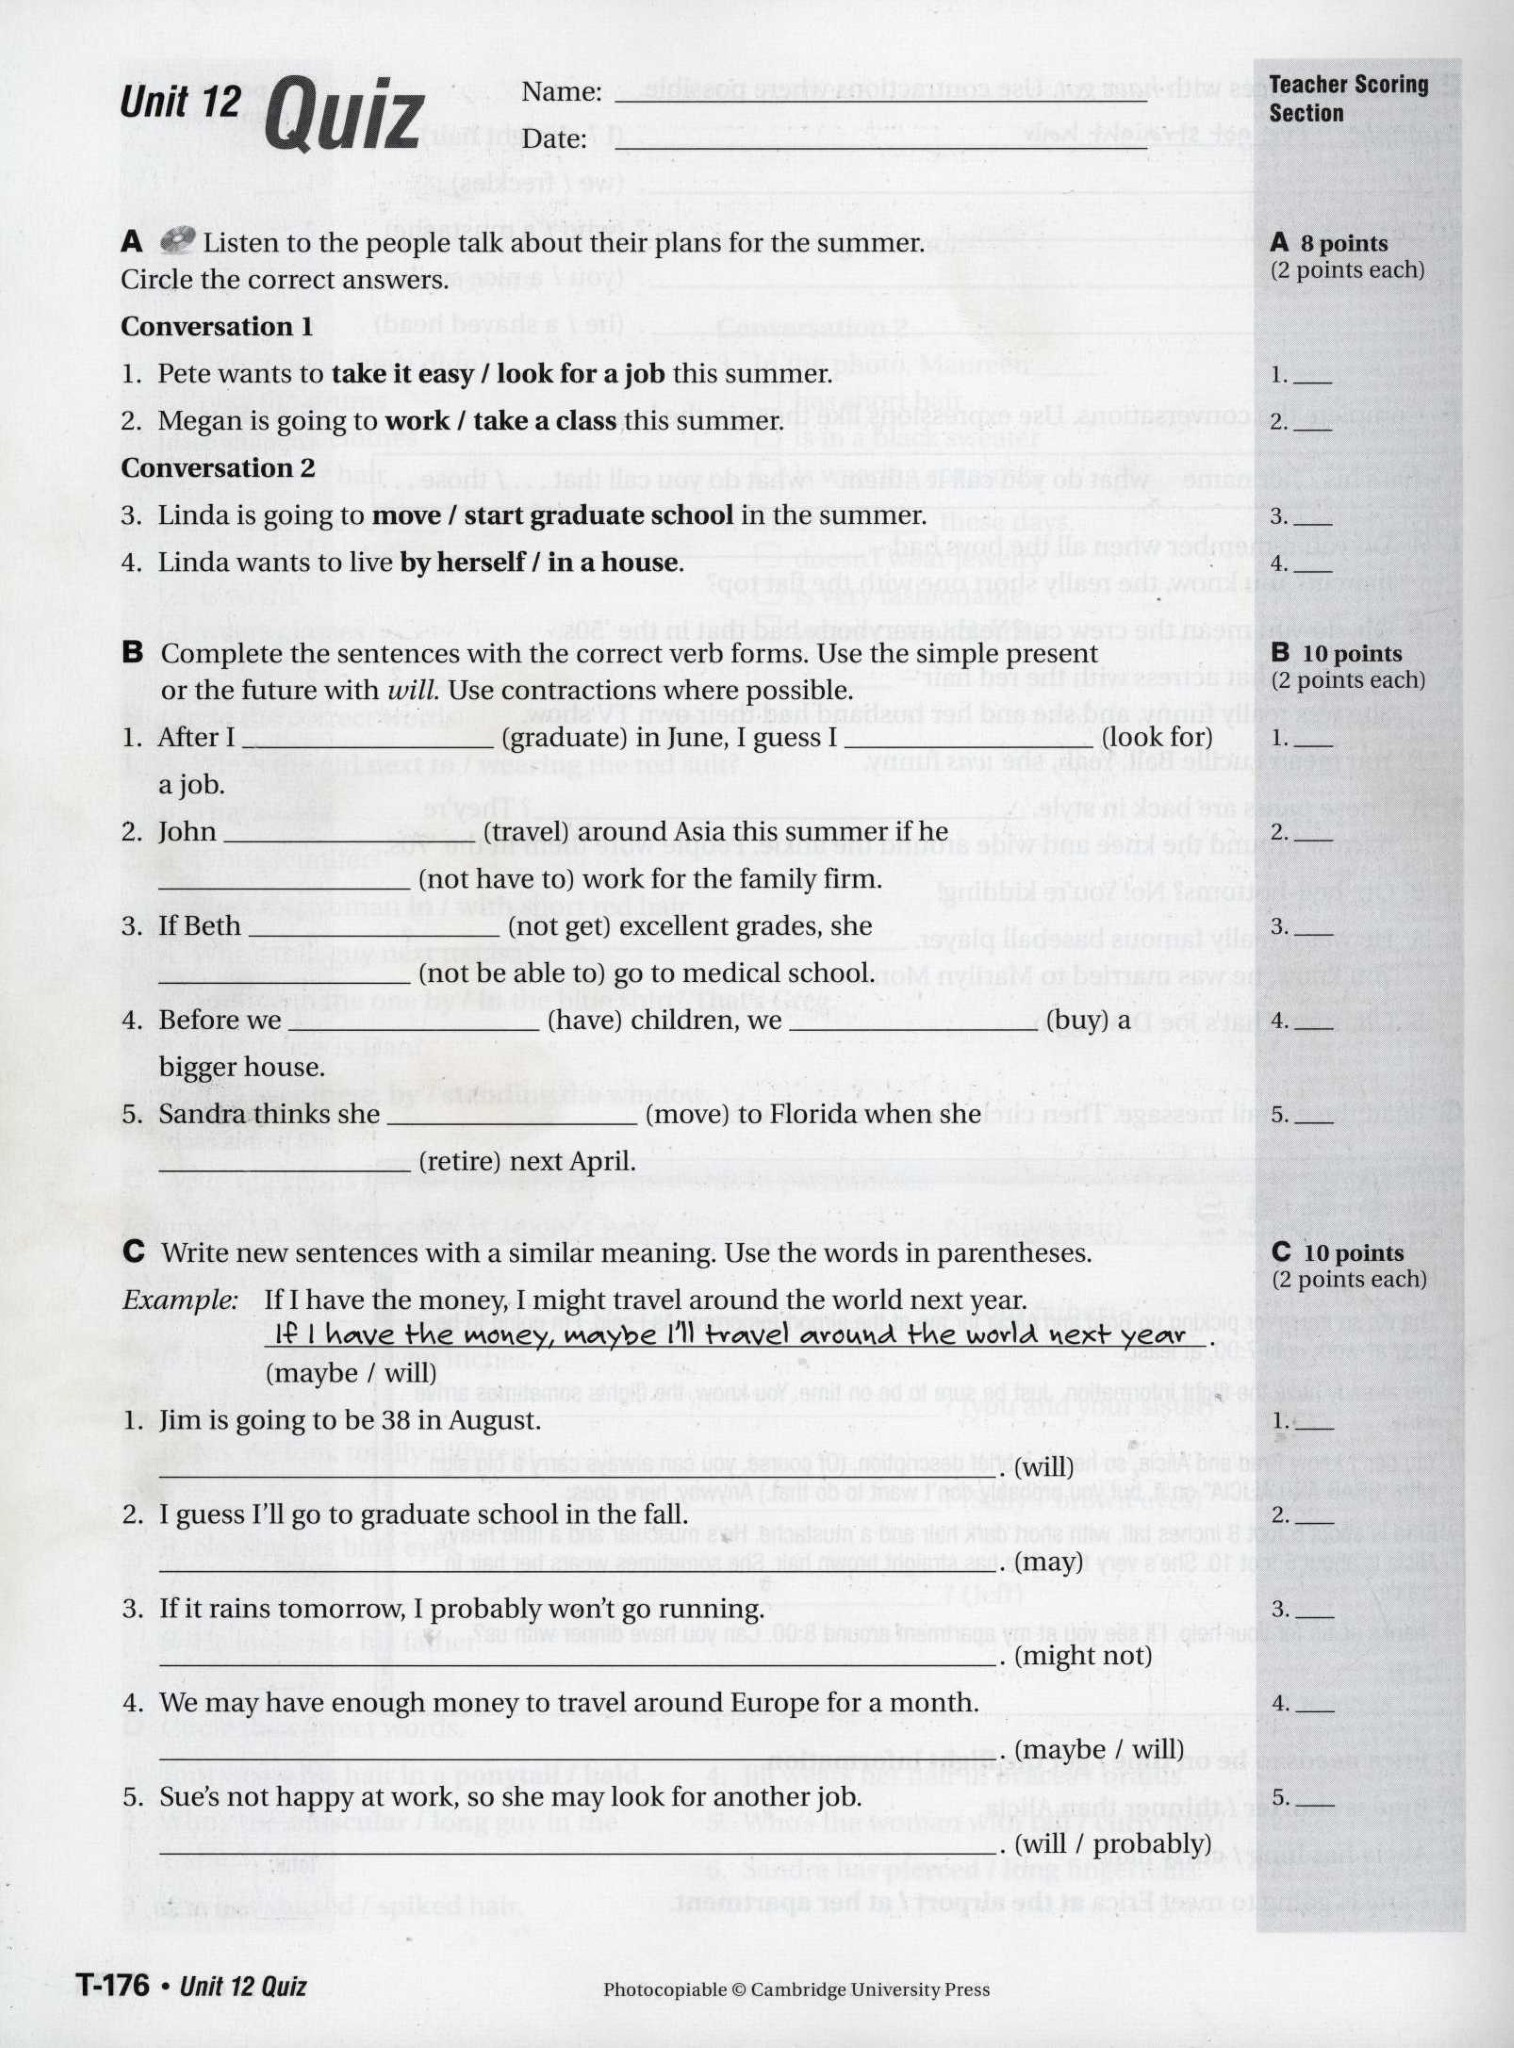 Unit 12 Quiz
Name:
Date:
Teacher Scoring
Section
A Listen to the people talk about their plans for the summer.
Circle the correct answers.
A 8 points
(2 points each)
Conversation 1
1. Pete wants to take it easy / look for a job this summer.
1.
2. Megan is going to work / take a class this summer.
2.
Conversation 2
3. Linda is going to move / start graduate school in the summer.
3.
4. Linda wants to live by herself / in a house.
4.
B Complete the sentences with the correct verb forms. Use the simple present
or the future with will. Use contractions where possible.
B 10 points
(2 points each)
1. After I (graduate) in June, I guess I (look for)
1.
a job.
2. John (travel) around Asia this summer if he
2.
(not have to) work for the family firm.
3. If Beth (not get) excellent grades, she
3.
(not be able to) go to medical school.
4. Before we (have) children, we (buy) a
4.
bigger house.
5. Sandra thinks she (move) to Florida when she
5.
(retire) next April.
C Write new sentences with a similar meaning. Use the words in parentheses.
C 10 points
(2 points each)
Example: If I have the money, I might travel around the world next year.
If I have the money, maybe I'll travel around the world next year.
(maybe / will)
1. Jim is going to be 38 in August.
1.
. (will)
2. I guess I'll go to graduate school in the fall.
2.
. (may)
3. If it rains tomorrow, I probably won't go running.
3.
. (might not)
4. We may have enough money to travel around Europe for a month.
4.
. (maybe / will)
5. Sue's not happy at work, so she may look for another job.
5.
. (will / probably)
T-176 • Unit 12 Quiz
Photocopiable © Cambridge University Press